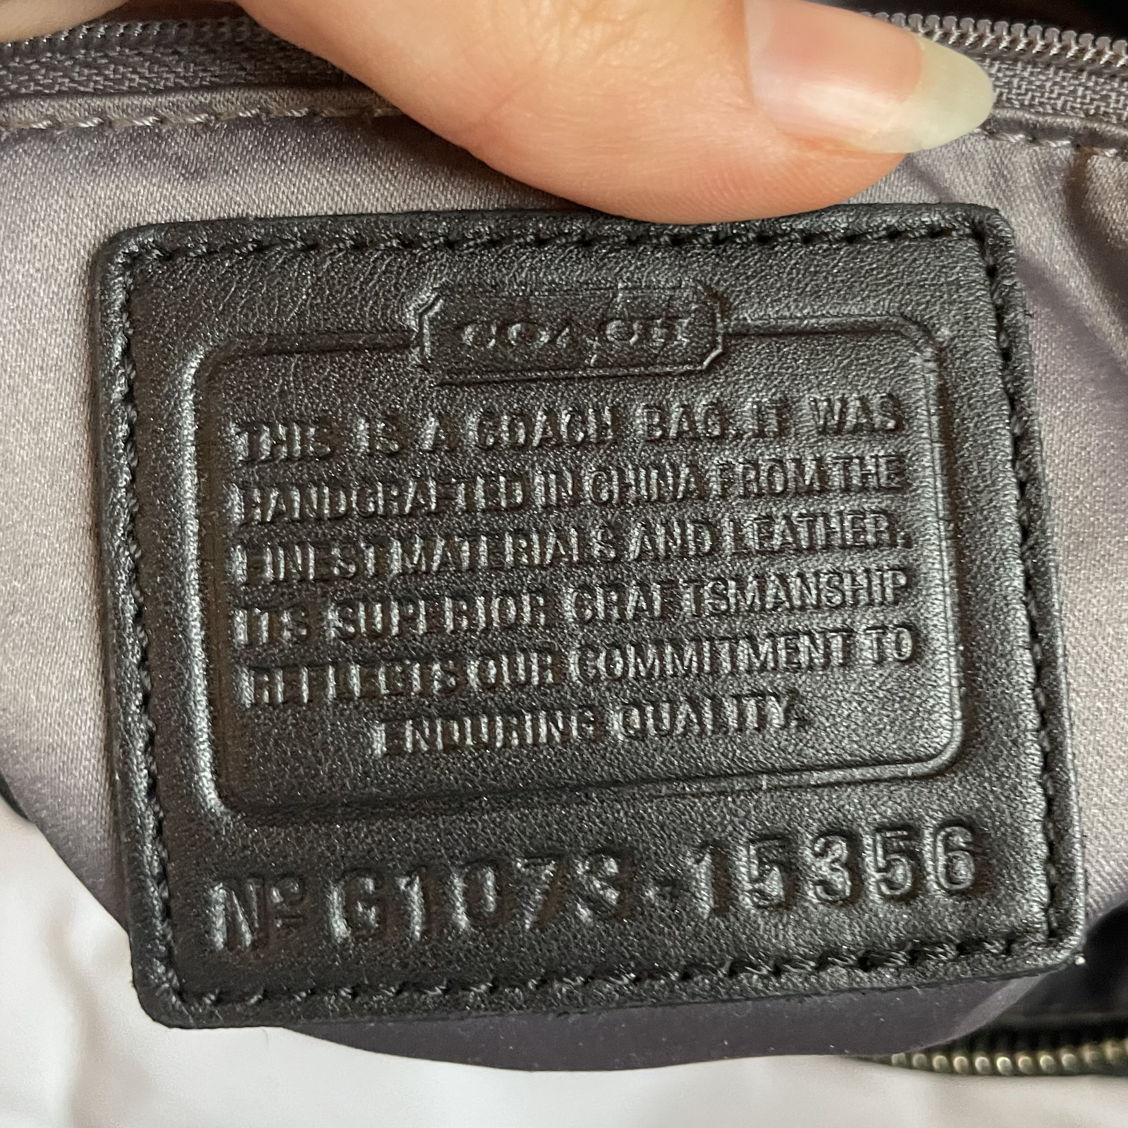 COACH
THIS IS A COACH BAG. IT WAS
HANDCRAFTED IN CHINA FROM THE
FINEST MATERIALS AND LEATHER.
ITS SUPERIOR CRAFTSMANSHIP
REFLECTS OUR COMMITMENT TO
ENDURING QUALITY.
Nº G1073-15356